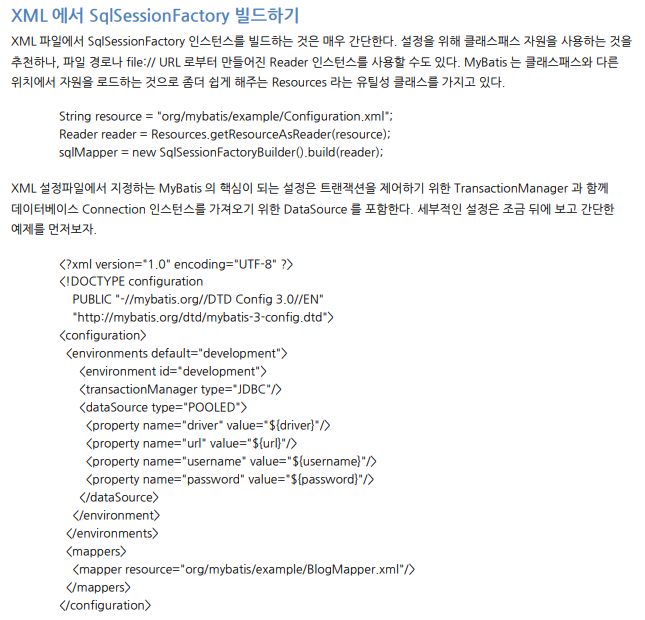 XML 에서 SqlSessionFactory 빌드하기
XML 파일에서 SqlSessionFactory 인스턴스를 빌드하는 것은 매우 간단한다. 설정을 위해 클래스패스 자원을 사용하는 것을
추천하나, 파일 경로나 file:// URL 로부터 만들어진 Reader 인스턴스를 사용할 수도 있다. MyBatis 는 클래스패스와 다른
위치에서 자원을 로드하는 것으로 좀더 쉽게 해주는 Resources 라는 유틸성 클래스를 가지고 있다.
String resource = "org/mybatis/example/Configuration.xml";
Reader reader = Resources.getResourceAsReader(resource);
sqlMapper = new SqlSessionFactoryBuilder().build(reader);
XML 설정파일에서 지정하는 MyBatis 의 핵심이 되는 설정은 트랜잭션을 제어하기 위한 TransactionManager 과 함께
데이터베이스 Connection 인스턴스를 가져오기 위한 DataSource 를 포함한다. 세부적인 설정은 조금 뒤에 보고 간단한
예제를 먼저보자.
<?xml version="1.0" encoding="UTF-8" ?>
<!DOCTYPE configuration
PUBLIC "-//mybatis.org//DTD Config 3.0//EN"
"http://mybatis.org/dtd/mybatis-3-config.dtd">
<configuration>
<environments default="development">
<environment id="development">
<transactionManager type="JDBC"/>
<dataSource type="POOLED">
<property name="driver" value="${driver}"/>
<property name="url" value="${url}"/>
<property name="username" value="${username}"/>
<property name="password" value="${password}"/>
</dataSource>
</environment>
</environments>
<mappers>
<mapper resource="org/mybatis/example/BlogMapper.xml"/>
</mappers>
</configuration>